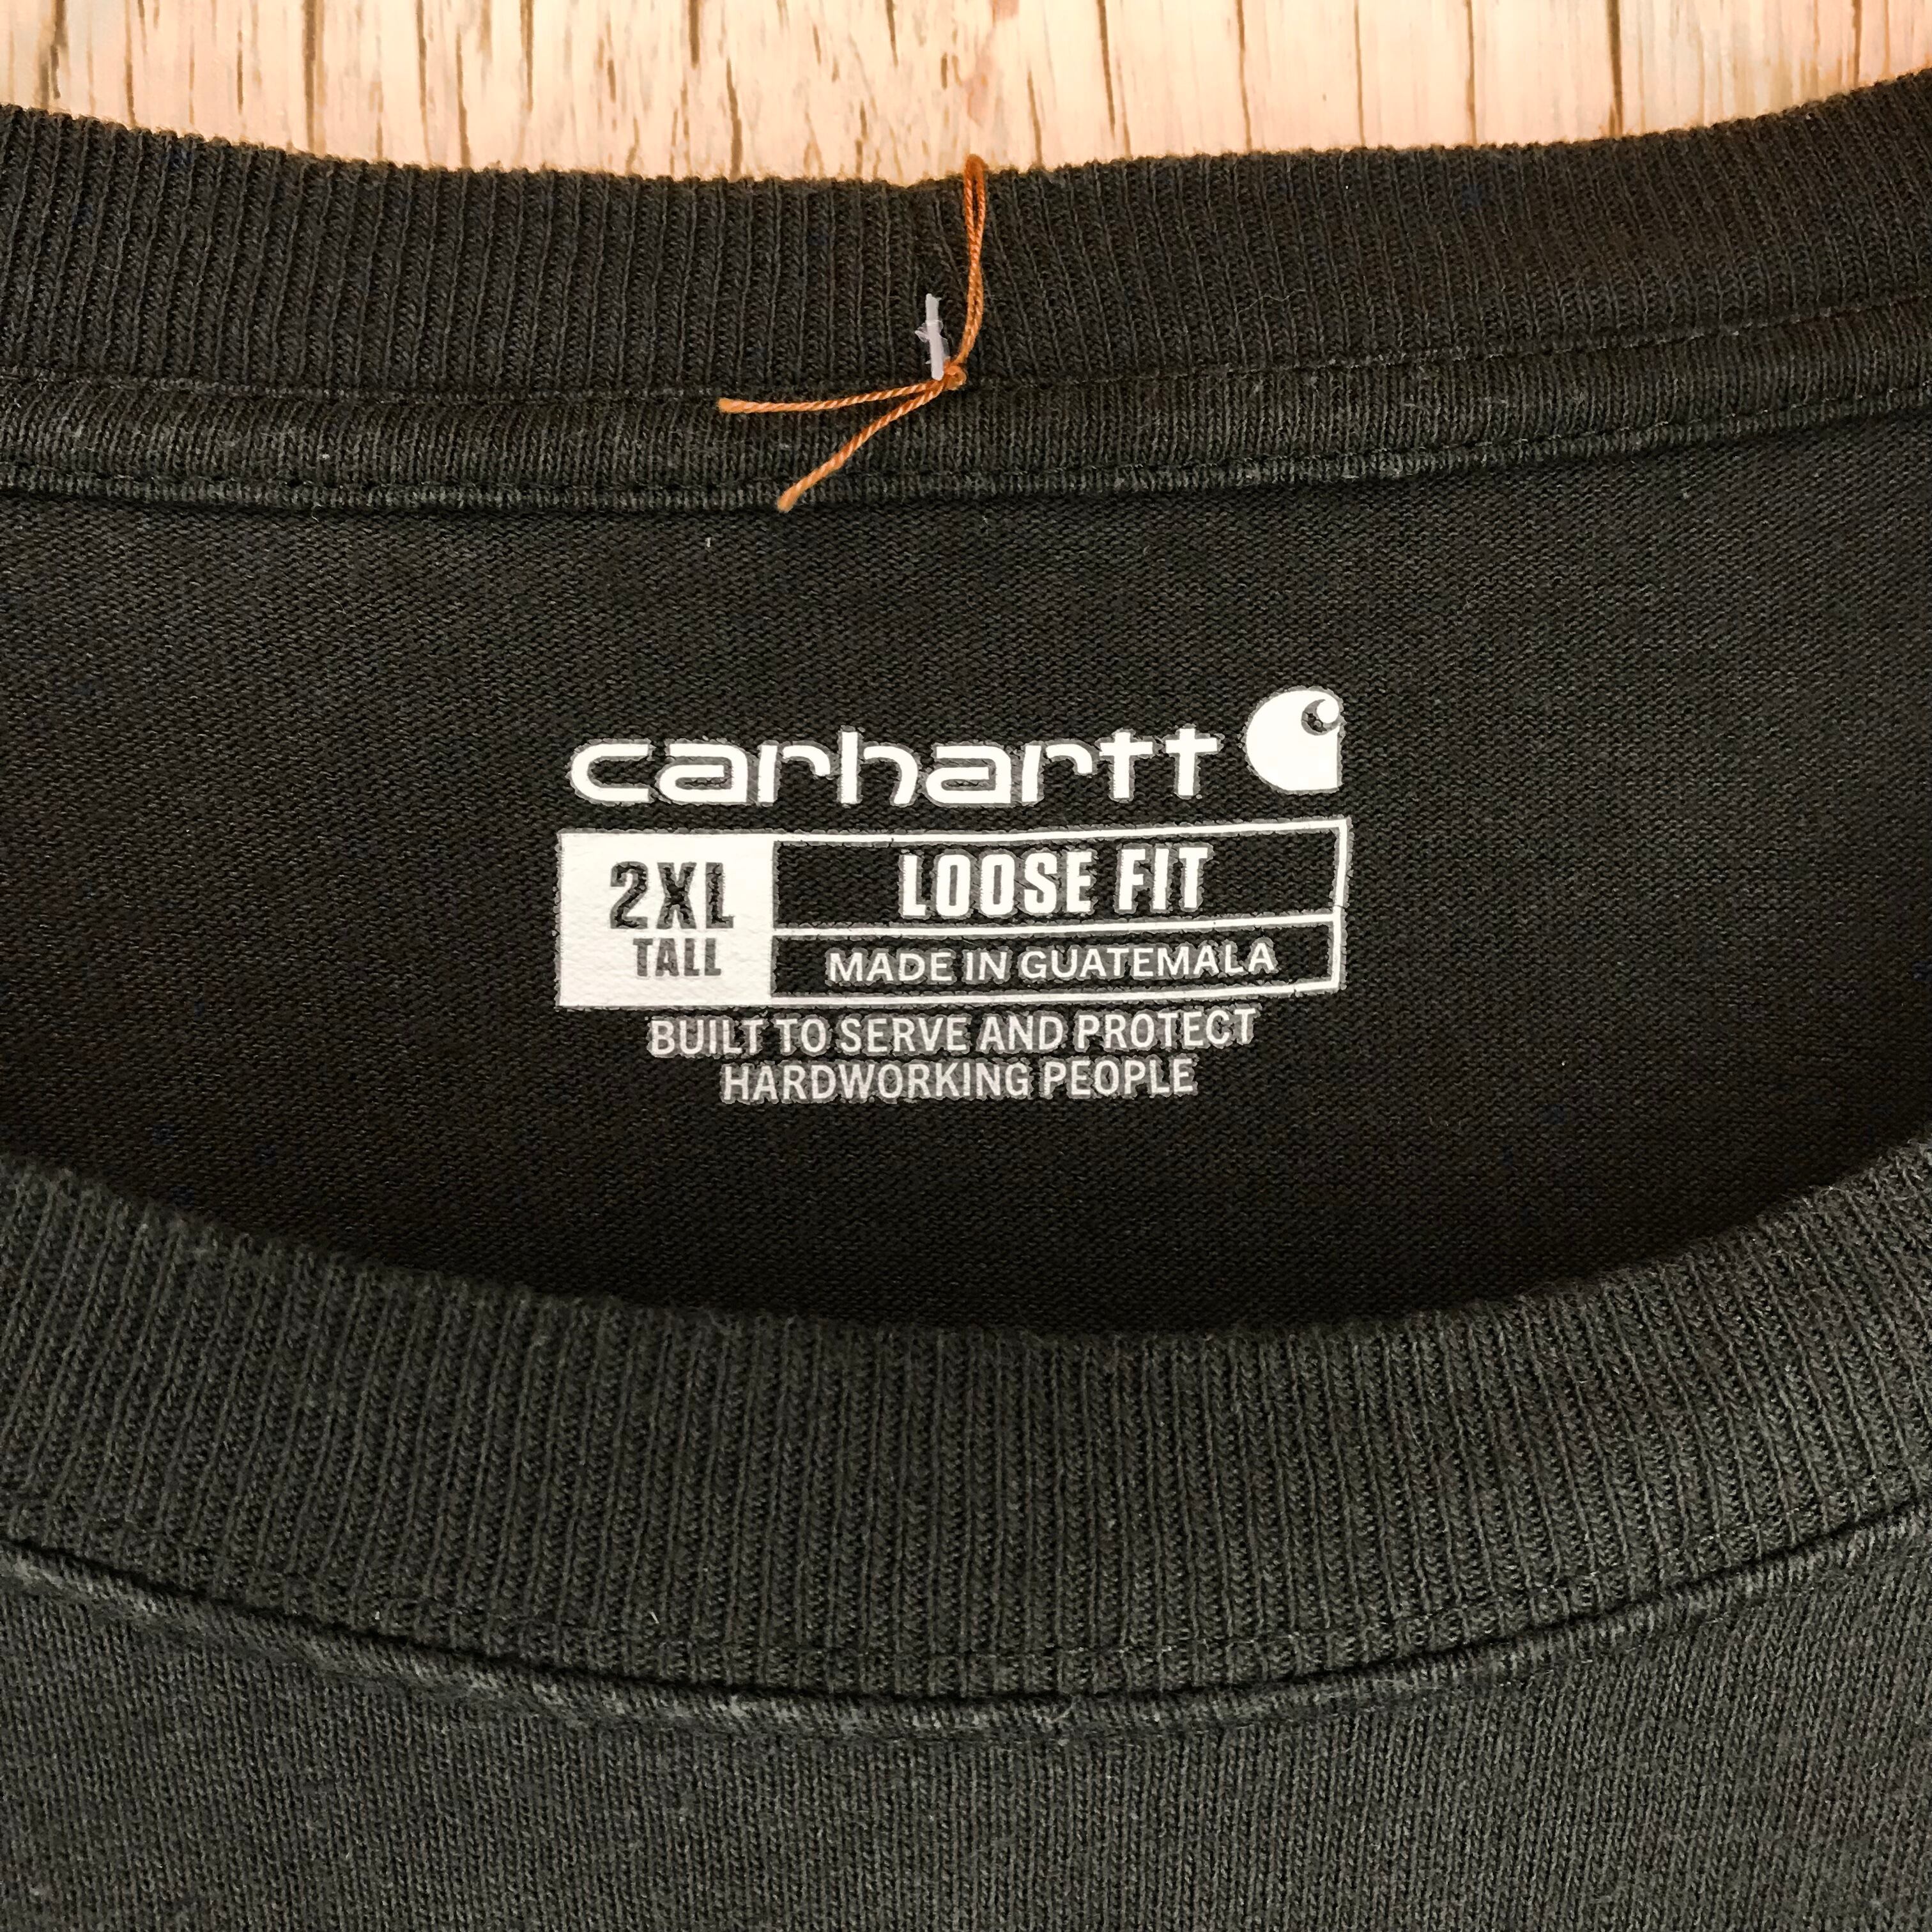 carhartt
2XL
TALL
LOOSE FIT
MADE IN GUATEMALA
BUILT TO SERVE AND PROTECT
HARDWORKING PEOPLE